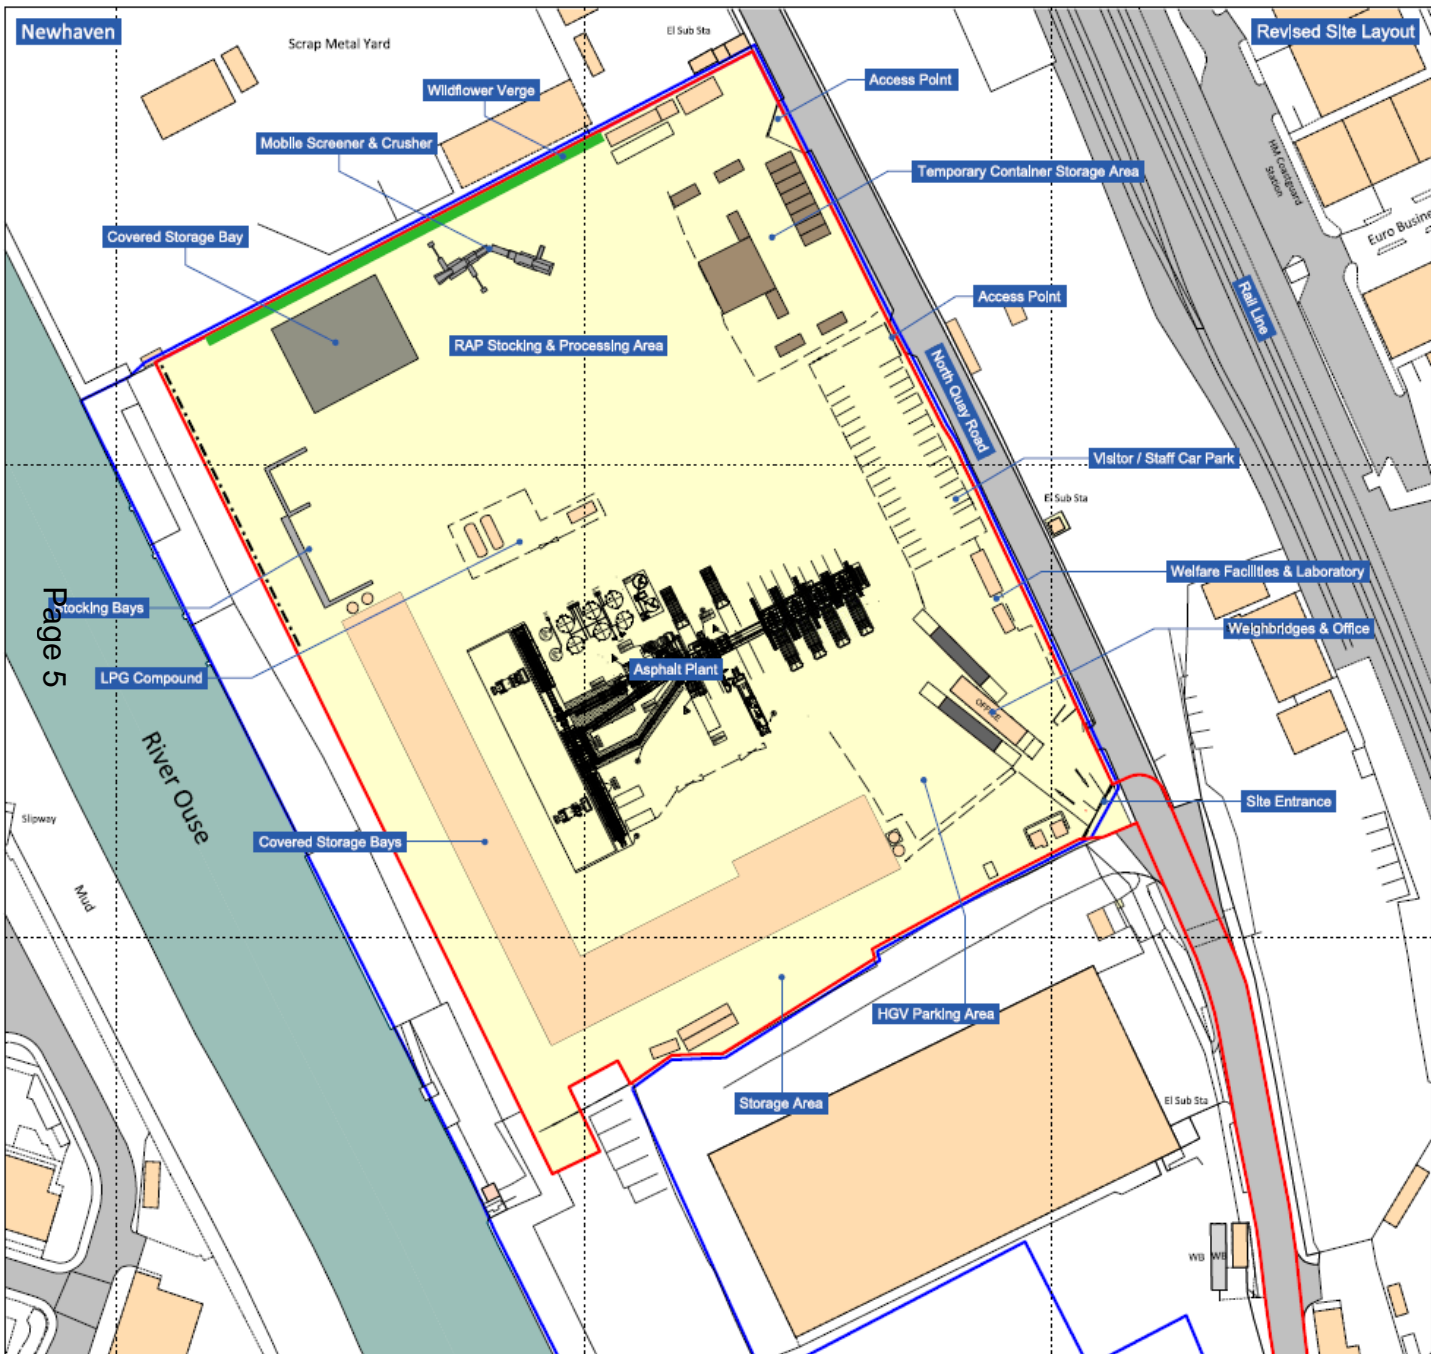 Newhaven
Revised Site Layout
Scrap Metal Yard
El Sub Sta
Access Point
Wildflower Verge
Mobile Screener & Crusher
Temporary Container Storage Area
HM Coastguard
Station
Euro Busine
Covered Storage Bay
Access Point
Rail Line
RAP Stocking & Processing Area
North Quay Road
Visitor / Staff Car Park
El Sub Sta
Welfare Facilities & Laboratory
Page 5
tocking Bays
Weighbridges & Office
OFFICE
LPG Compound
Asphalt Plant
River Ouse
Site Entrance
Slipway
Covered Storage Bays
Mud
HGV Parking Area
Storage Area
El Sub Sta
WB
WB